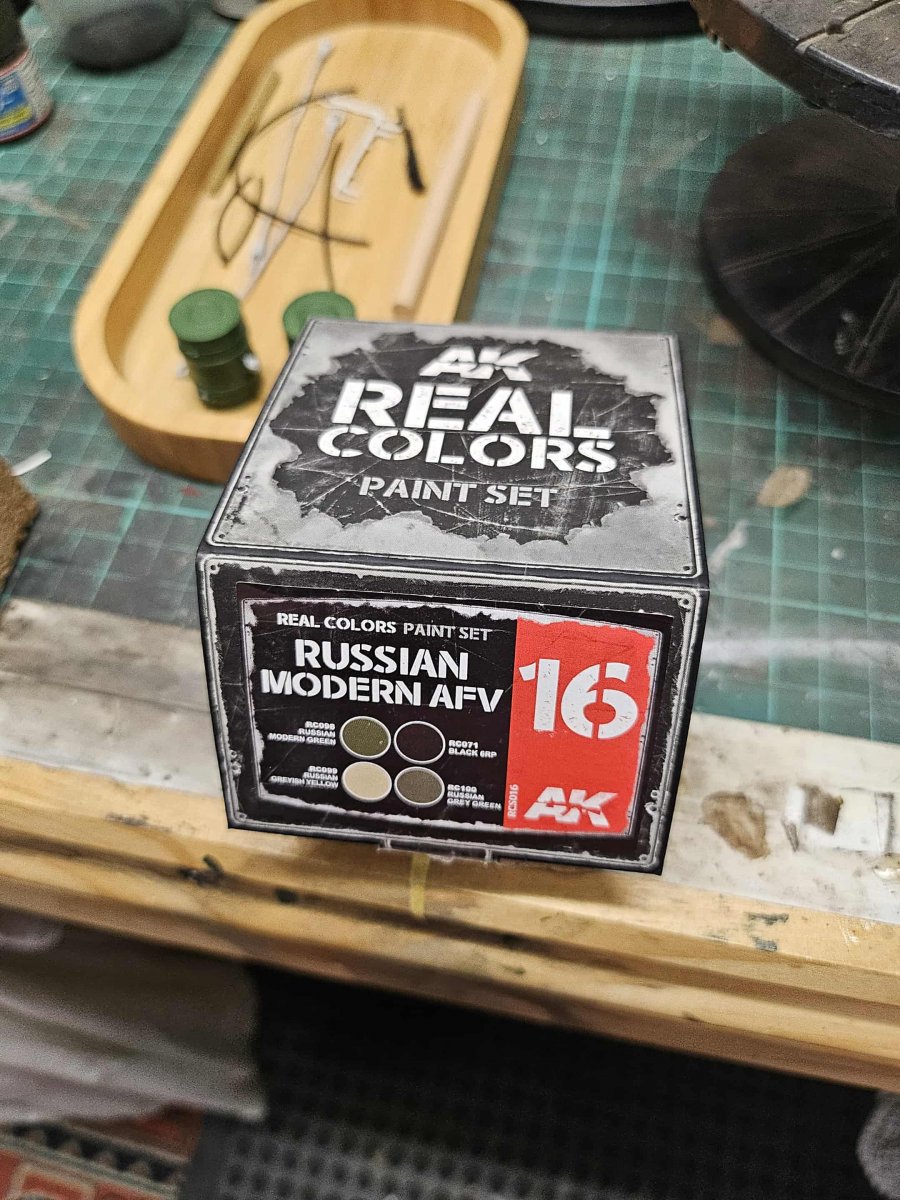 AK
REAL
COLORS
PAINT SET
REAL COLORS PAINT SET
RUSSIAN
MODERN AFV
RC098
RUSSIAN
MODERN GREEN
RC071
BLACK 6RP
RC099
RUSSIAN
GREYISH YELLOW
RC100
RUSSIAN
GREY GREEN
16
RCS016
AK